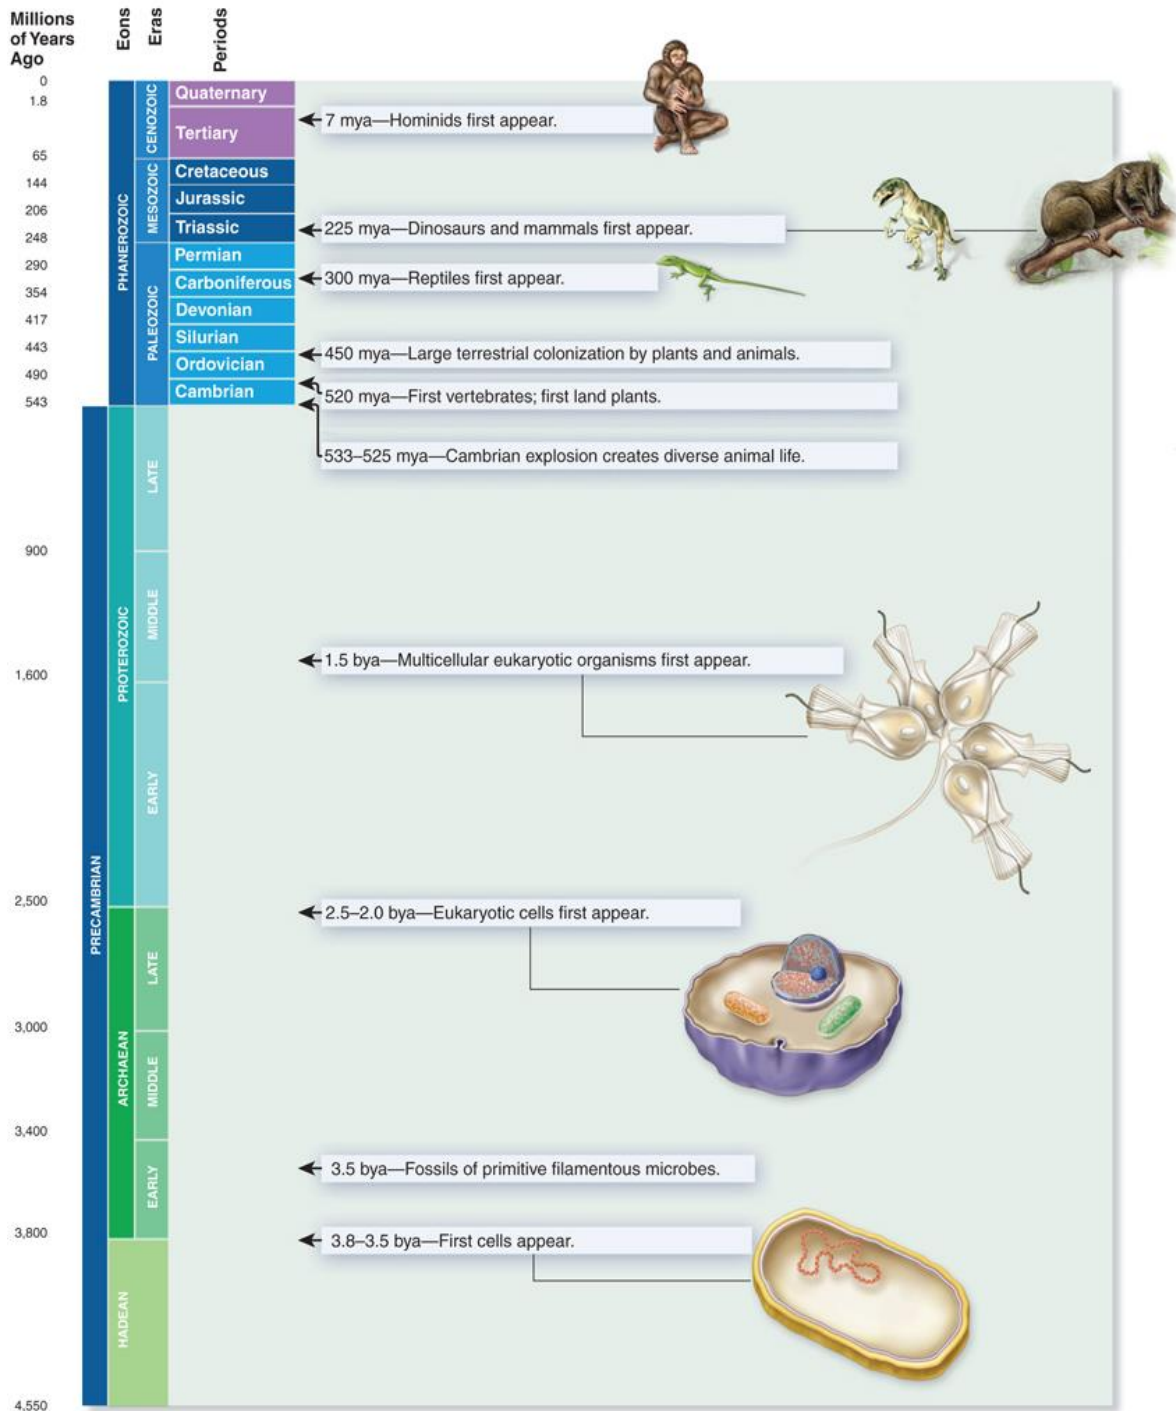 Millions
of Years
Ago
Eons
Eras
Periods
0
1.8
65
144
206
248
290
354
417
443
490
543
900
1,600
2,500
3,000
3,400
3,800
4,550
PHANEROZOIC
CENOZOIC
MESOZOIC
PALEOZOIC
Quaternary
Tertiary
Cretaceous
Jurassic
Triassic
Permian
Carboniferous
Devonian
Silurian
Ordovician
Cambrian
7 mya—Hominids first appear.
225 mya—Dinosaurs and mammals first appear.
300 mya—Reptiles first appear.
450 mya—Large terrestrial colonization by plants and animals.
520 mya—First vertebrates; first land plants.
533–525 mya—Cambrian explosion creates diverse animal life.
PRECAMBRIAN
PROTEROZOIC
LATE
MIDDLE
EARLY
1.5 bya—Multicellular eukaryotic organisms first appear.
2.5–2.0 bya—Eukaryotic cells first appear.
ARCHAEAN
LATE
MIDDLE
EARLY
3.5 bya—Fossils of primitive filamentous microbes.
3.8–3.5 bya—First cells appear.
HADEAN